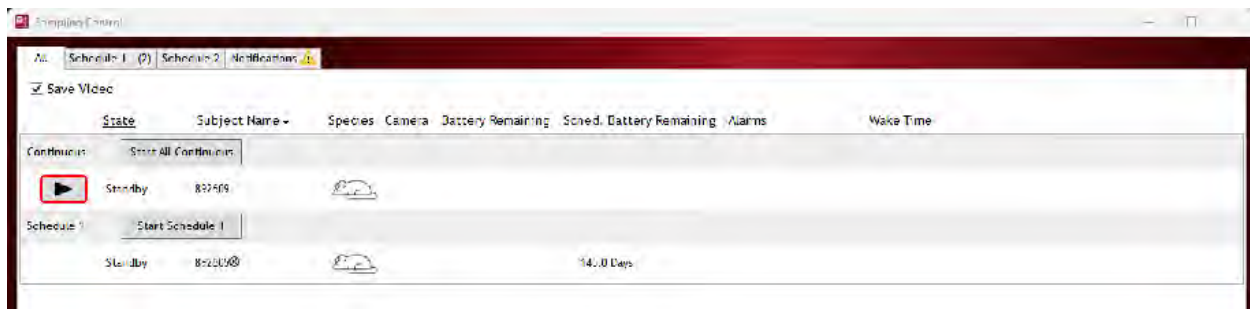 Sampling Control
All Schedule 1 (2) Schedule 2 Notifications
Save Video
State Subject Name Species Camera Battery Remaining Sched. Battery Remaining Alarms Wake Time
Continuous Start All Continuous
Standby
Schedule 1 Start Schedule 1
Standby Days